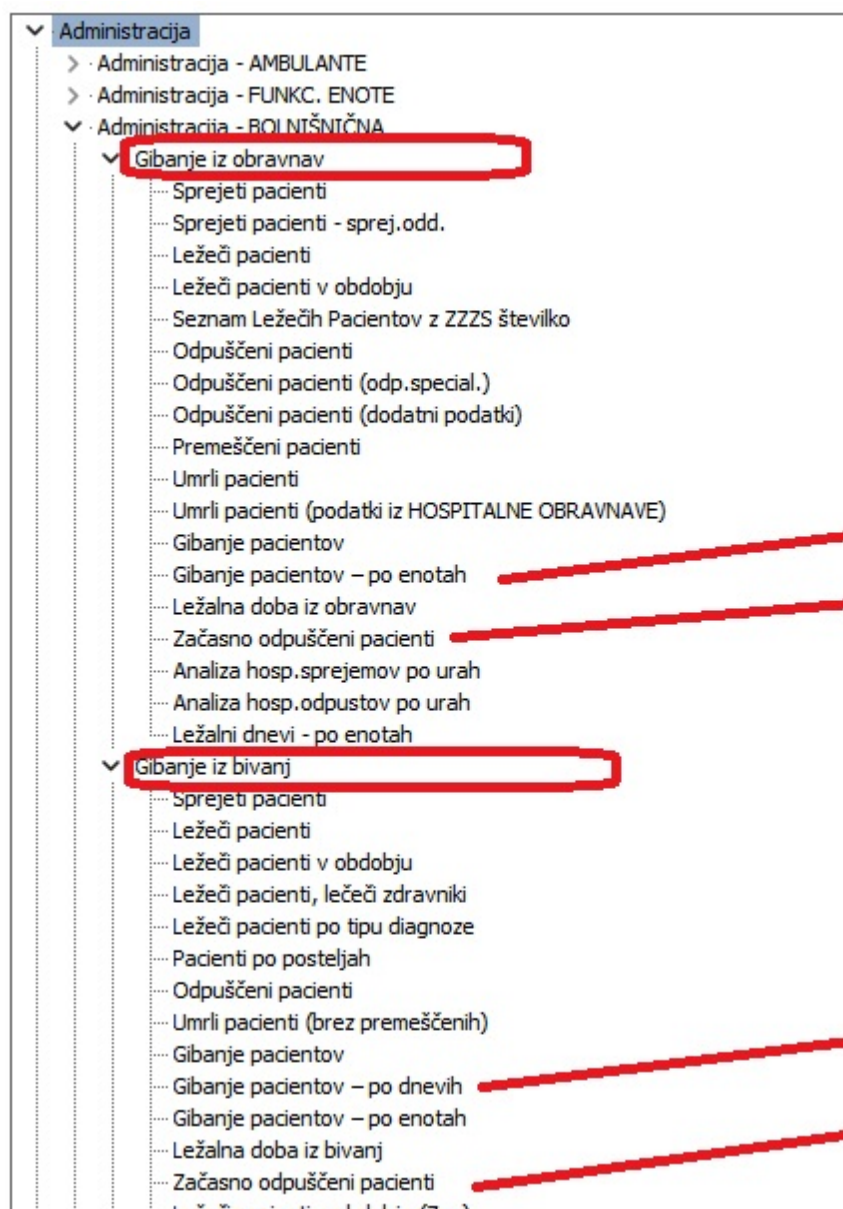 Administracija
Administracija - AMBULANTE
Administracija - FUNKC. ENOTE
Administracija - BOLNIŠNIČNA
Gibanje iz obravnav
Sprejeti pacienti
Sprejeti pacienti - sprej.odd.
Ležeči pacienti
Ležeči pacienti v obdobju
Seznam Ležečih Pacientov z ZZZS številko
Odpuščeni pacienti
Odpuščeni pacienti (odp.special.)
Odpuščeni pacienti (dodatni podatki)
Premeščeni pacienti
Umrli pacienti
Umrli pacienti (podatki iz HOSPITALNE OBRAVNAVE)
Gibanje pacientov
Gibanje pacientov – po enotah
Ležalna doba iz obravnav
Začasno odpuščeni pacienti
Analiza hosp.sprejemov po urah
Analiza hosp.odpustov po urah
Ležalni dnevi - po enotah
Gibanje iz bivanj
Sprejeti pacienti
Ležeči pacienti
Ležeči pacienti v obdobju
Ležeči pacienti, lečeči zdravniki
Ležeči pacienti po tipu diagnoze
Pacienti po posteljah
Odpuščeni pacienti
Umrli pacienti (brez premeščenih)
Gibanje pacientov
Gibanje pacientov – po dnevih
Gibanje pacientov – po enotah
Ležalna doba iz bivanj
Začasno odpuščeni pacienti